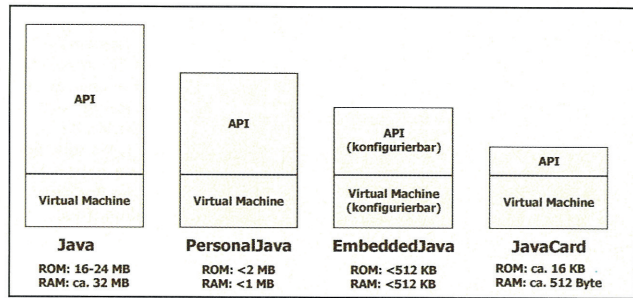 API
Virtual Machine
Java
ROM: 16-24 MB
RAM: ca. 32 MB
API
Virtual Machine
PersonalJava
ROM: <2 MB
RAM: <1 MB
API
(konfigurierbar)
Virtual Machine
(konfigurierbar)
EmbeddedJava
ROM: <512 KB
RAM: <512 KB
API
Virtual Machine
JavaCard
ROM: ca. 16 KB
RAM: ca. 512 Byte